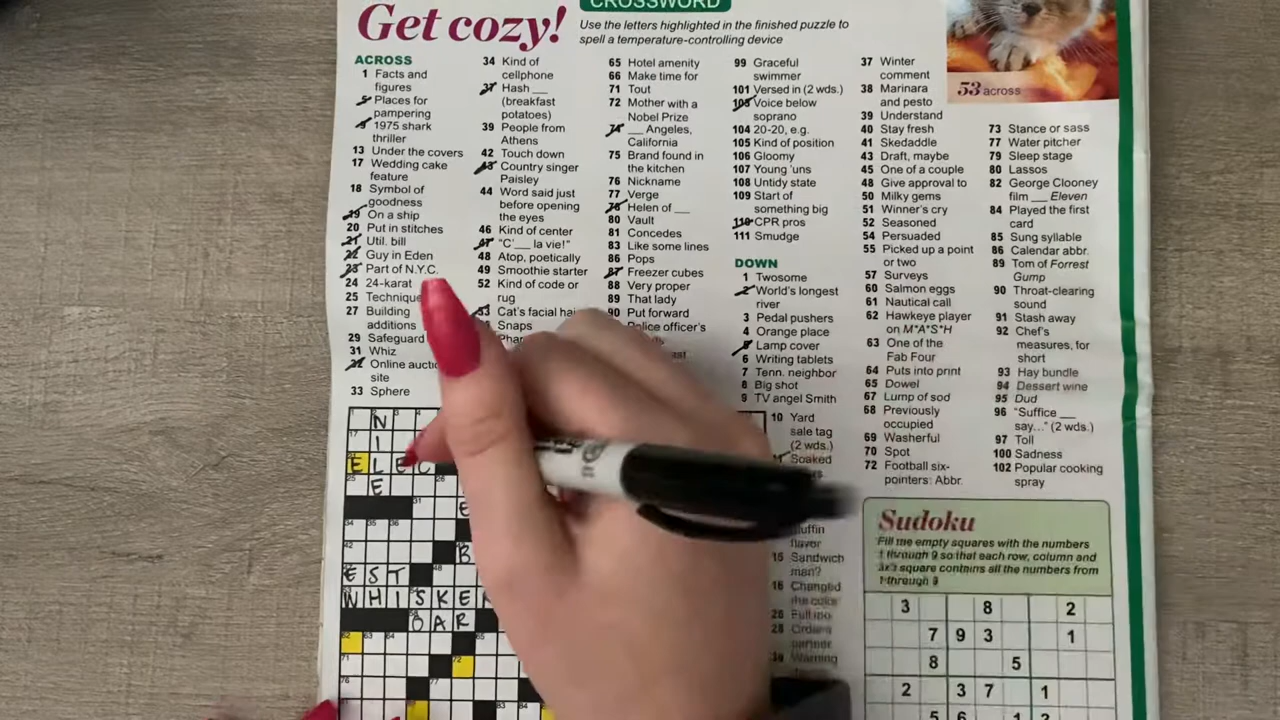 CROSSWORD
Get cozy!
Use the letters highlighted in the finished puzzle to
spell a temperature-controlling device
ACROSS
1 Facts and
figures
5 Places for
pampering
9 1975 shark
thriller
13 Under the covers
17 Wedding cake
feature
18 Symbol of
goodness
19 On a ship
20 Put in stitches
21 Util. bill
22 Guy in Eden
23 Part of N.Y.C.
24 24-karat
25 Technique
27 Building
additions
29 Safeguard
31 Whiz
32 Online auction
site
33 Sphere
34 Kind of
cellphone
37 Hash ___
(breakfast
potatoes)
39 People from
Athens
42 Touch down
43 Country singer
Paisley
44 Word said just
before opening
the eyes
46 Kind of center
47 "C'___ la vie!"
48 Atop, poetically
49 Smoothie starter
52 Kind of code or
rug
53 Cat's facial
Snaps
65 Hotel amenity
66 Make time for
71 Tout
72 Mother with a
Nobel Prize
74 ___ Angeles,
California
75 Brand found in
the kitchen
76 Nickname
77 Verge
78 Helen of ___
80 Vault
81 Concedes
83 Like some lines
86 Pops
87 Freezer cubes
88 Very proper
89 That lady
90 Put forward
Police officer's
99 Graceful
swimmer
101 Versed in (2 wds.)
103 Voice below
soprano
104 20-20, e.g.
105 Kind of position
106 Gloomy
107 Young 'uns
108 Untidy state
109 Start of
something big
110 CPR pros
111 Smudge
DOWN
1 Twosome
2 World's longest
river
3 Pedal pushers
4 Orange place
5 Lamp cover
6 Writing tablets
7 Tenn. neighbor
8 Big shot
9 TV angel Smith
10 Yard
sale tag
(2 wds.)
11 Soaked
flavor
15 Sandwich
man?
16 Changed
the color
26 Full
28
partner
30 Warning
37 Winter
comment
38 Marinara
and pesto
39 Understand
40 Stay fresh
41 Skedaddle
43 Draft, maybe
45 One of a couple
48 Give approval to
50 Milky gems
51 Winner's cry
52 Seasoned
54 Persuaded
55 Picked up a point
or two
57 Surveys
60 Salmon eggs
61 Nautical call
62 Hawkeye player
on M*A*S*H
63 One of the
Fab Four
64 Puts into print
65 Dowel
67 Lump of sod
68 Previously
occupied
69 Washerful
70 Spot
72 Football six-
pointers: Abbr.
53 across
73 Stance or sass
77 Water pitcher
79 Sleep stage
80 Lassos
82 George Clooney
film ___ Eleven
84 Played the first
card
85 Sung syllable
86 Calendar abbr.
89 Tom of Forrest
Gump
90 Throat-clearing
sound
91 Stash away
92 Chef's
measures, for
short
93 Hay bundle
94 Dessert wine
95 Dud
96 "Suffice ___
say…" (2 wds.)
97 Toll
100 Sadness
102 Popular cooking
spray
N
I
E L E C
E
E
B
E S T
W H I S K E
O A R
Sudoku
Fill the empty squares with the numbers
1 through 9 so that each row, column and
3x3 square contains all the numbers from
1 through 9
3 8 2
7 9 3 1
8 5
2 3 7 1
5 6 1 3